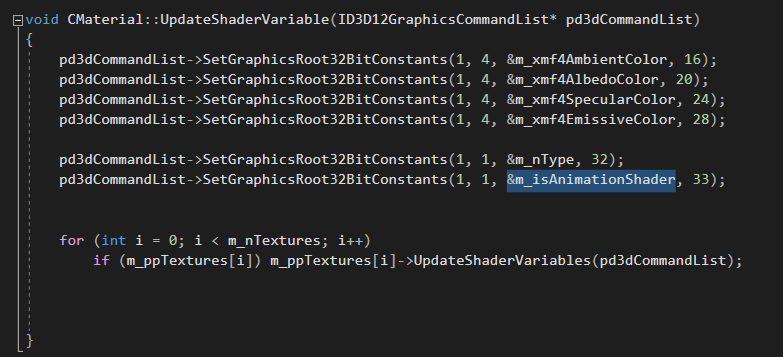 void CMaterial::UpdateShaderVariable(ID3D12GraphicsCommandList* pd3dCommandList)
{
    pd3dCommandList->SetGraphicsRoot32BitConstants(1, 4, &m_xmf4AmbientColor, 16);
    pd3dCommandList->SetGraphicsRoot32BitConstants(1, 4, &m_xmf4AlbedoColor, 20);
    pd3dCommandList->SetGraphicsRoot32BitConstants(1, 4, &m_xmf4SpecularColor, 24);
    pd3dCommandList->SetGraphicsRoot32BitConstants(1, 4, &m_xmf4EmissiveColor, 28);

    pd3dCommandList->SetGraphicsRoot32BitConstants(1, 1, &m_nType, 32);
    pd3dCommandList->SetGraphicsRoot32BitConstants(1, 1, &m_isAnimationShader, 33);


    for (int i = 0; i < m_nTextures; i++)
        if (m_ppTextures[i]) m_ppTextures[i]->UpdateShaderVariables(pd3dCommandList);



}